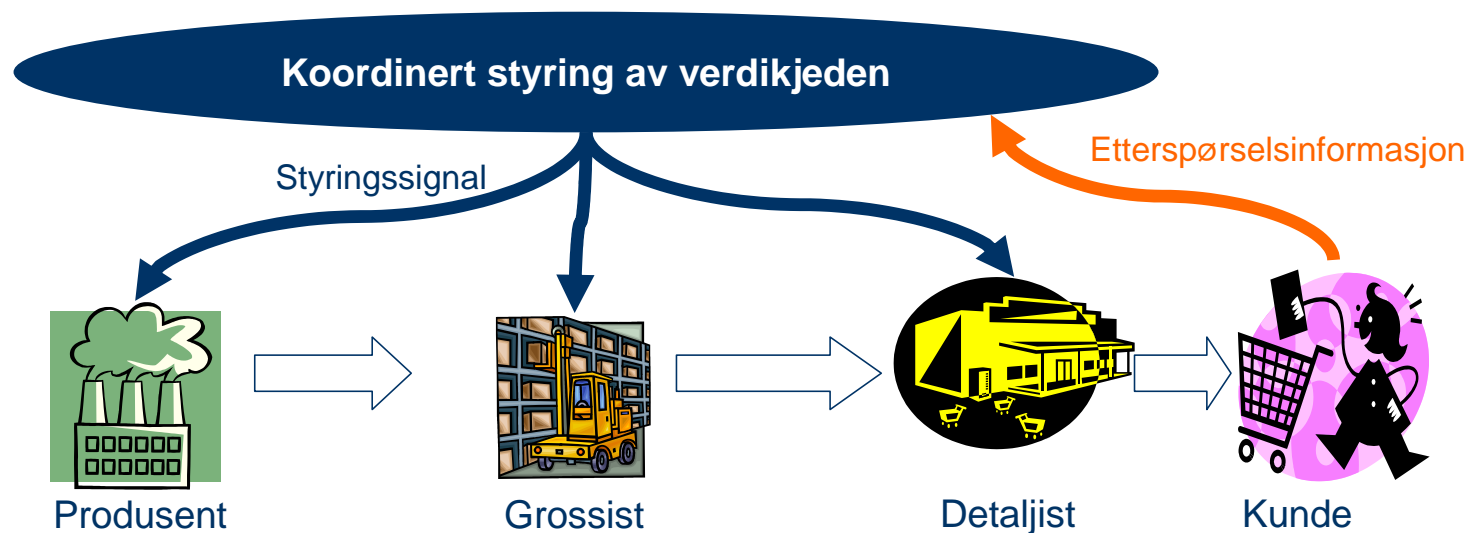 Koordinert styring av verdikjeden
Styringssignal
Etterspørselsinformasjon
Produsent
Grossist
Detaljist
Kunde